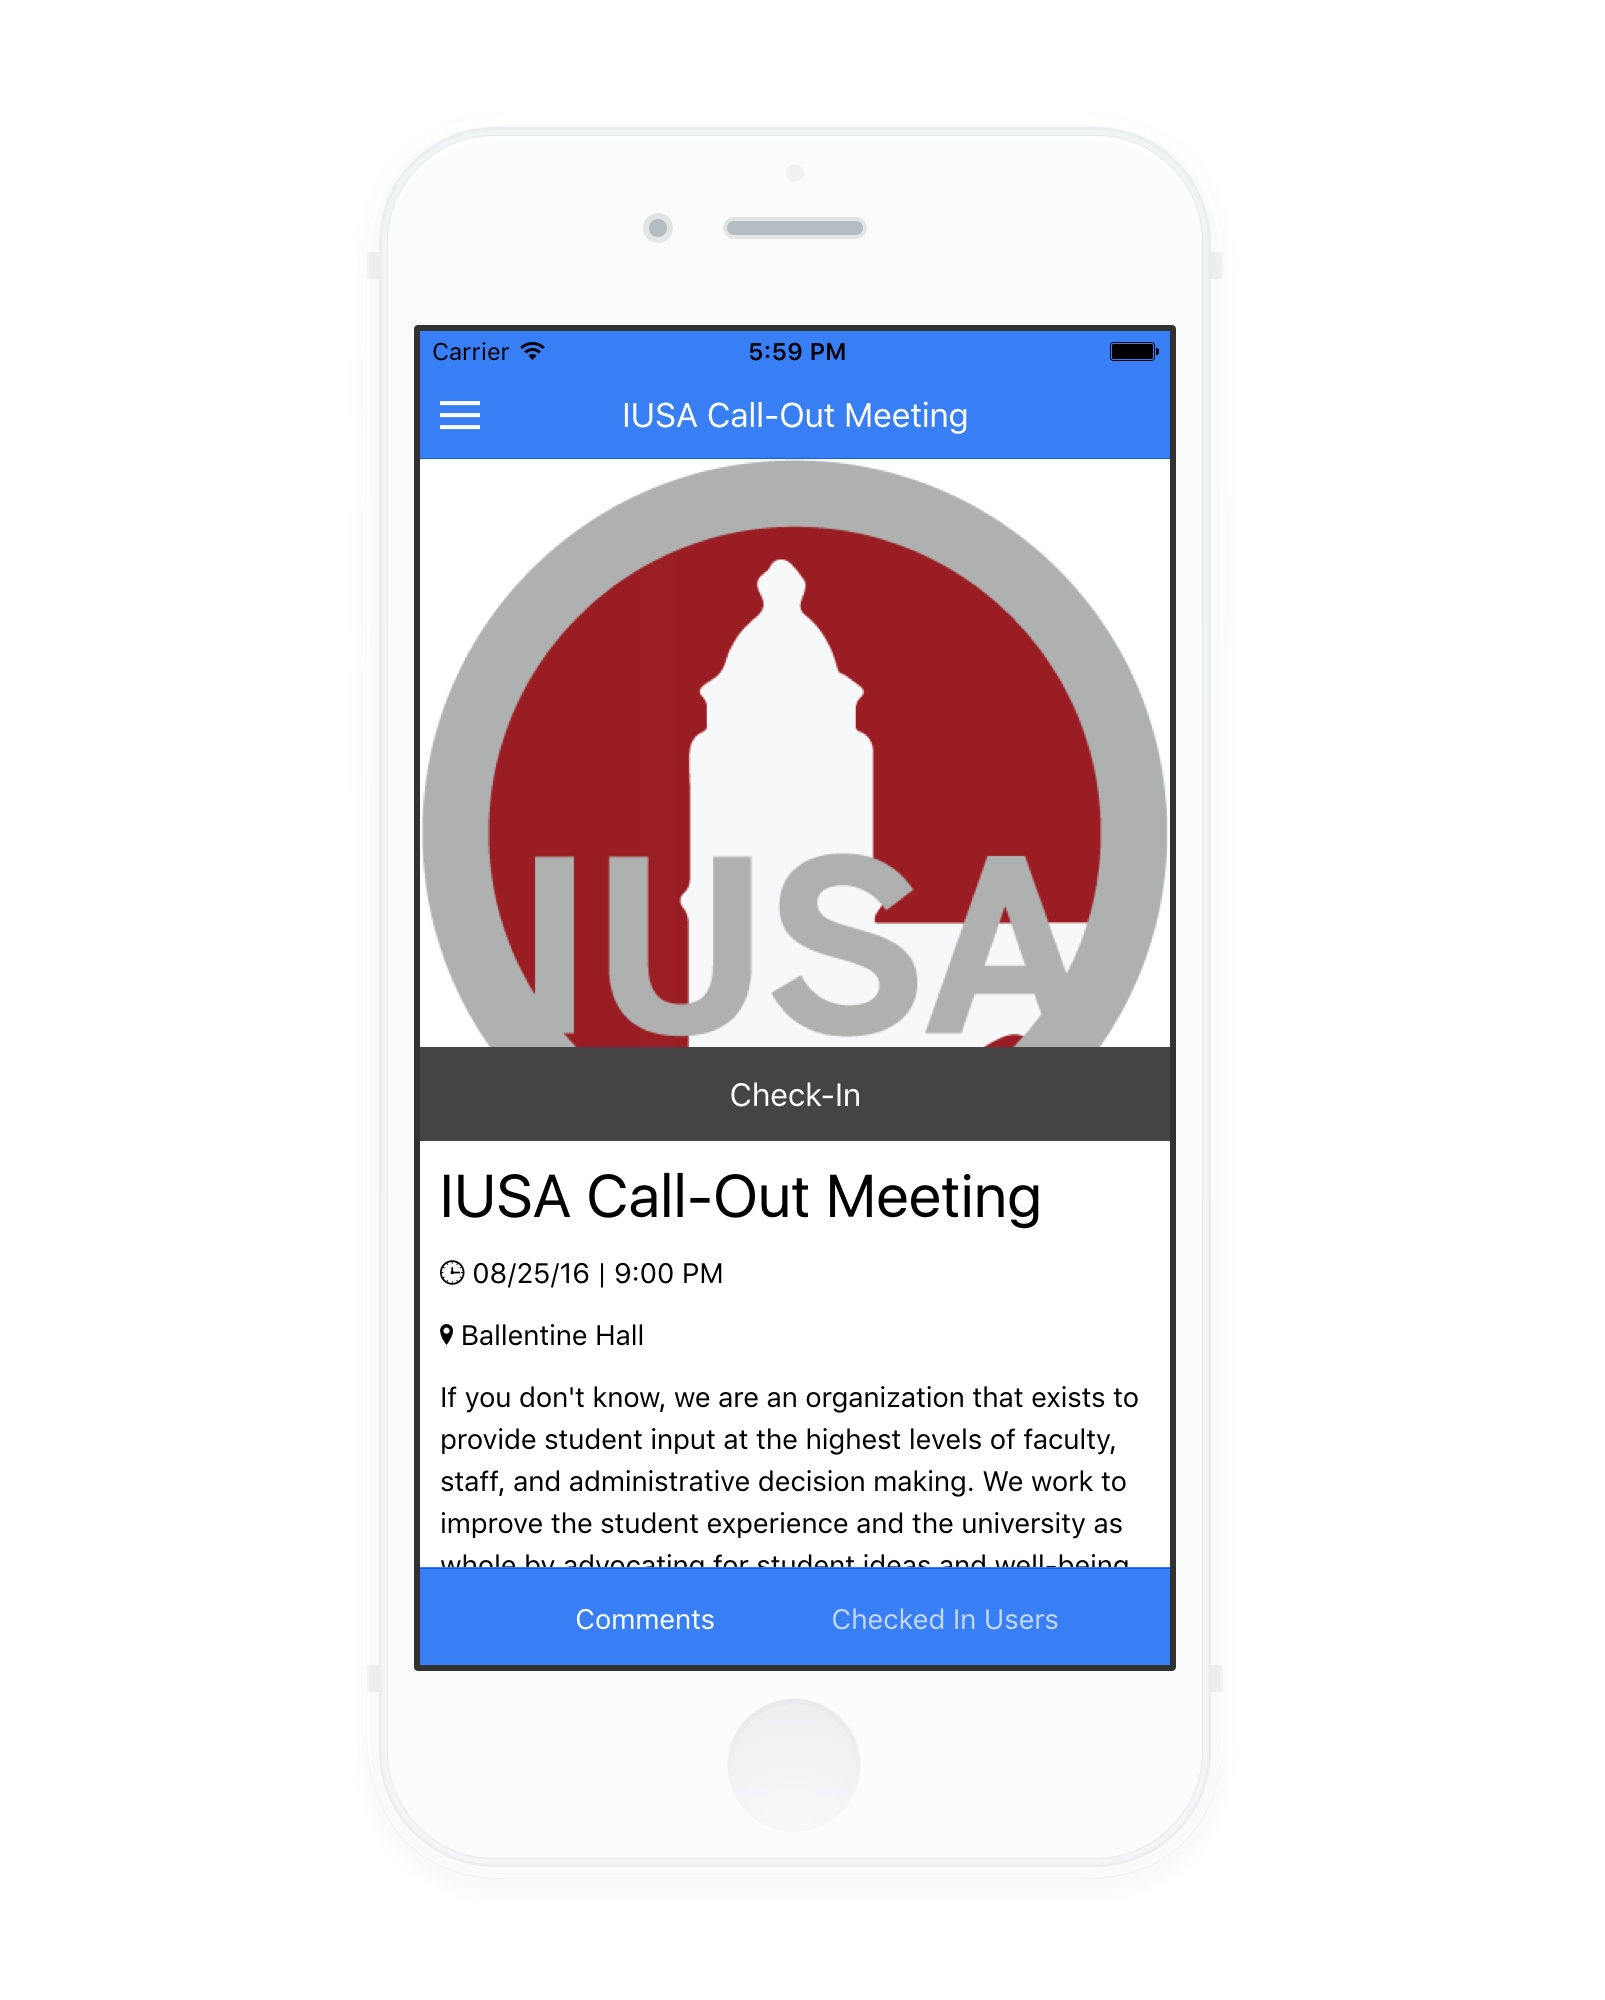 Carrier 5:59 PM
IUSA Call-Out Meeting
IUSA
Check-In
IUSA Call-Out Meeting
08/25/16 | 9:00 PM
Ballentine Hall
If you don't know, we are an organization that exists to
provide student input at the highest levels of faculty,
staff, and administrative decision making. We work to
improve the student experience and the university as
whole by advocating for student ideas and well-being
Comments Checked In Users